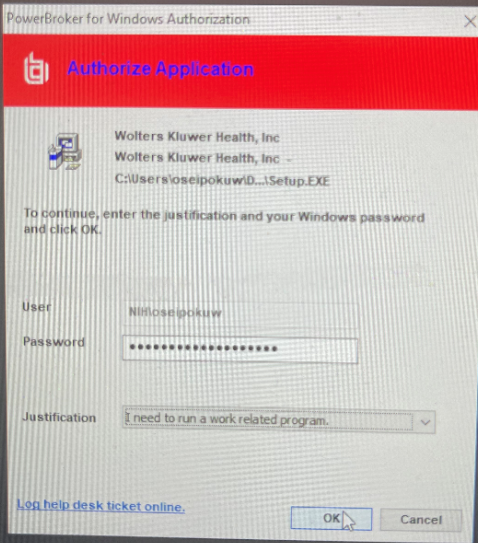 PowerBroker for Windows Authorization
Authorize Application
Wolters Kluwer Health, Inc
Wolters Kluwer Health, Inc -
C:\Users\oseipokuw\D...\Setup.EXE
To continue, enter the justification and your Windows password
and click OK.
User
NIH\oseipokuw
Password
Justification
I need to run a work related program.
Log help desk ticket online.
OK
Cancel